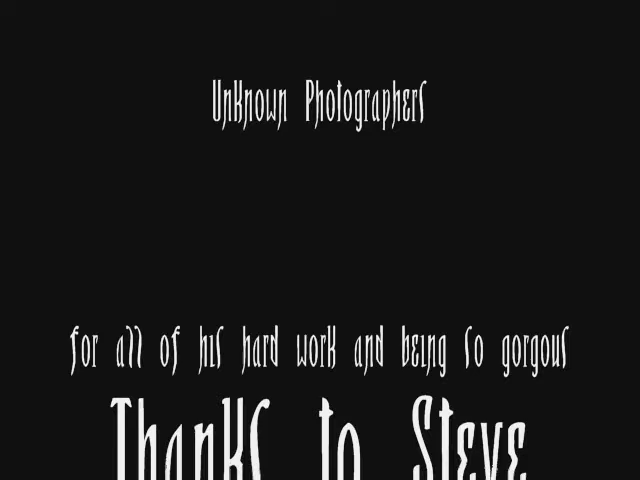 Unknown Photographers
for all of his hard work and being so gorgous
Thanks to Steve